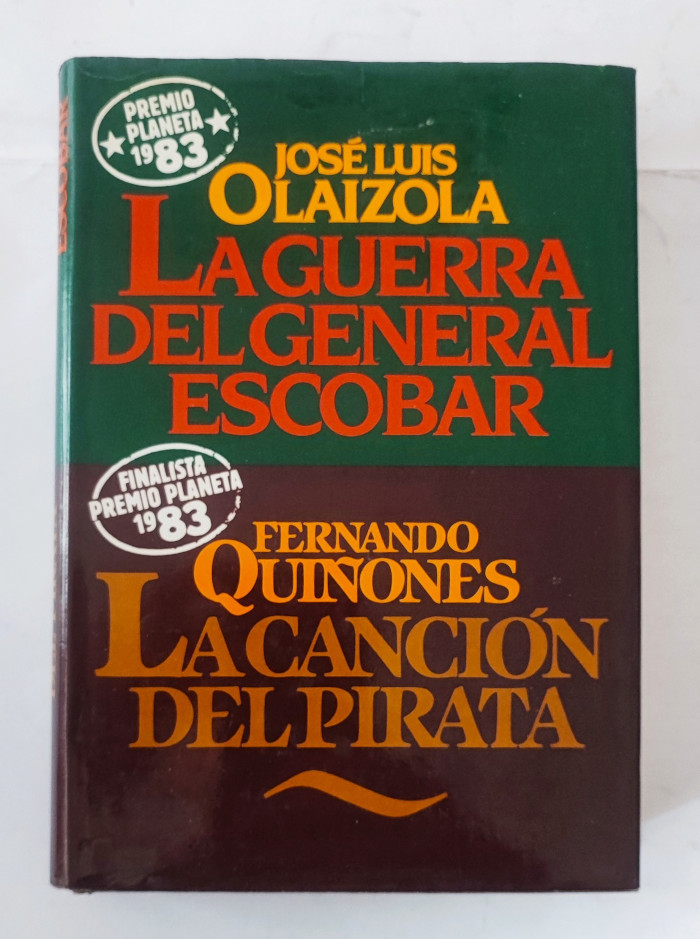 PREMIO
PLANETA
1983
JOSÉ LUIS
OLAIZOLA
LA GUERRA
DEL GENERAL
ESCOBAR
FINALISTA
PREMIO PLANETA
1983
FERNANDO
QUIÑONES
LA CANCIÓN
DEL PIRATA
ESCOBAR